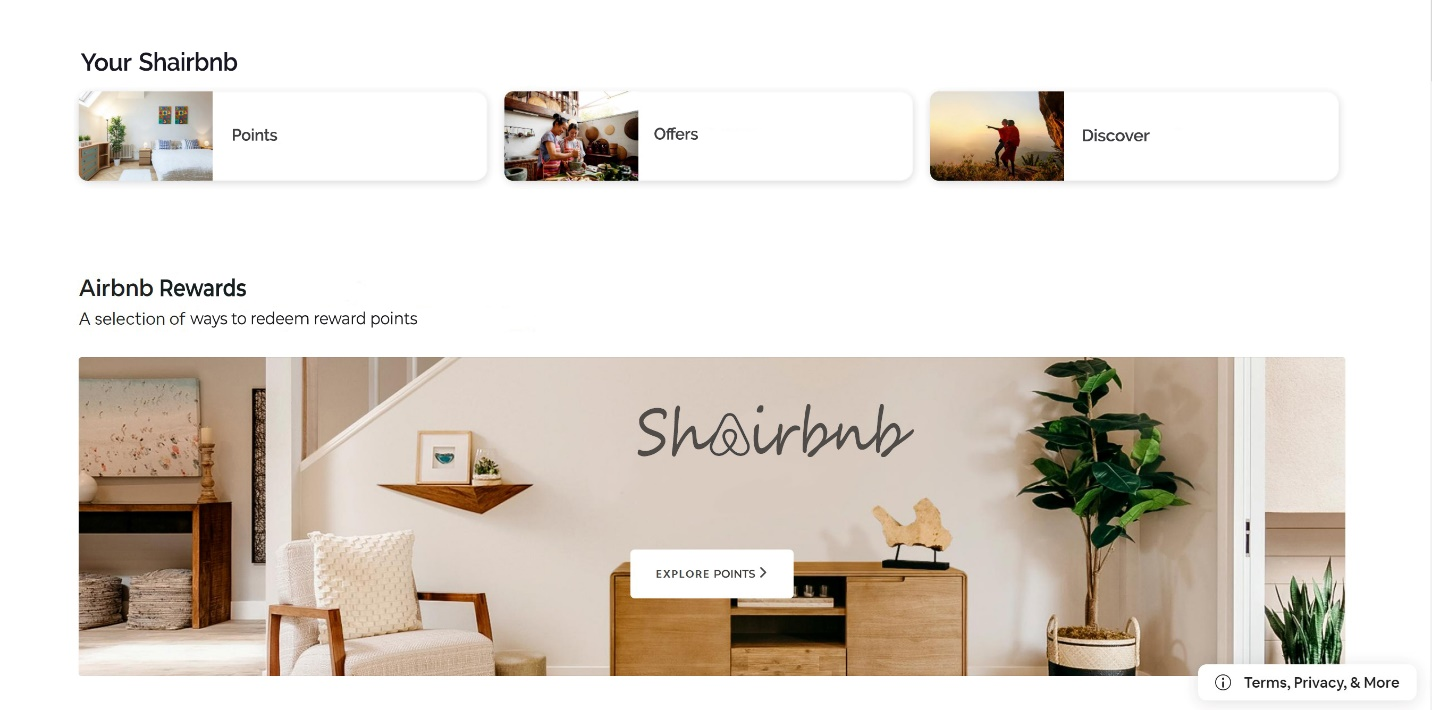 Your Shairbnb
Points
Offers
Discover
Airbnb Rewards
A selection of ways to redeem reward points
Shairbnb
EXPLORE POINTS >
Terms, Privacy, & More